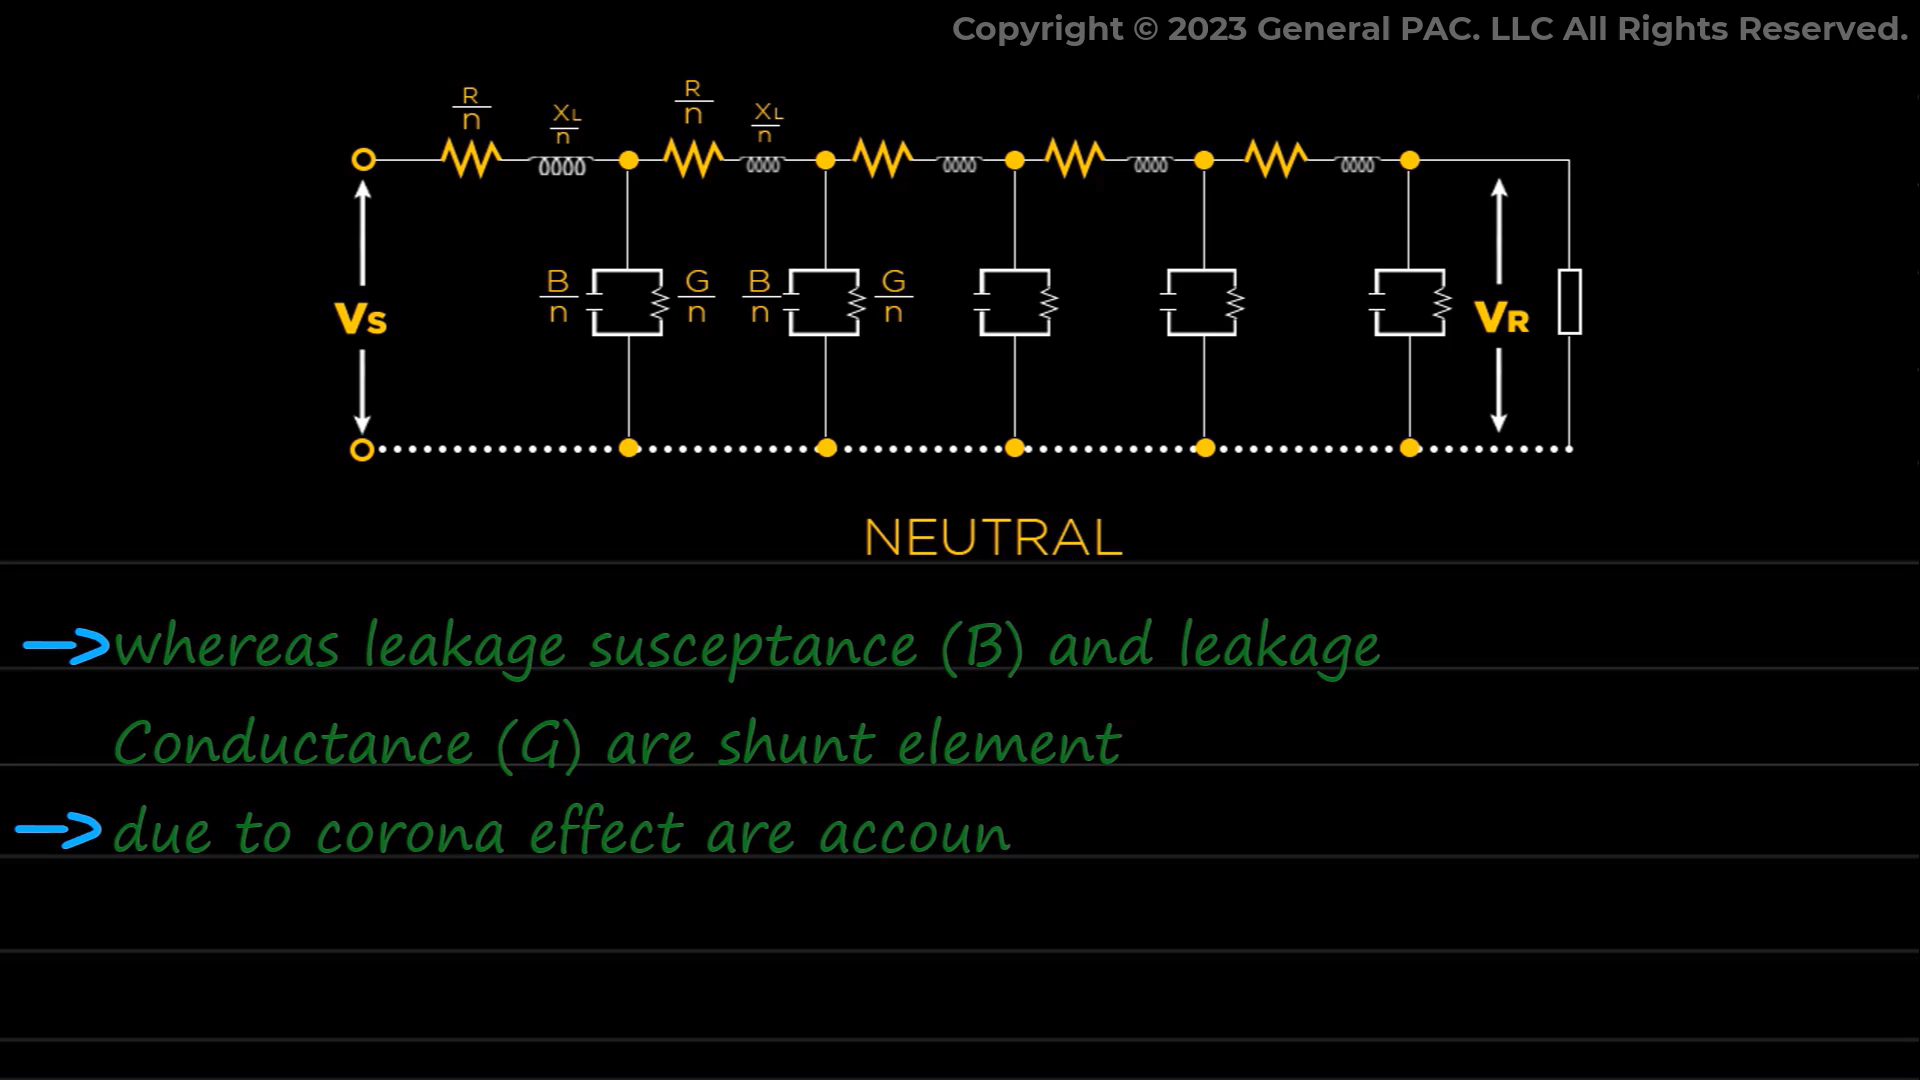 Copyright © 2023 General PAC. LLC All Rights Reserved.
R/n XL/n R/n XL/n
B/n G/n B/n G/n
Vs VR
NEUTRAL
whereas leakage susceptance (B) and leakage
Conductance (G) are shunt element
due to corona effect are accoun